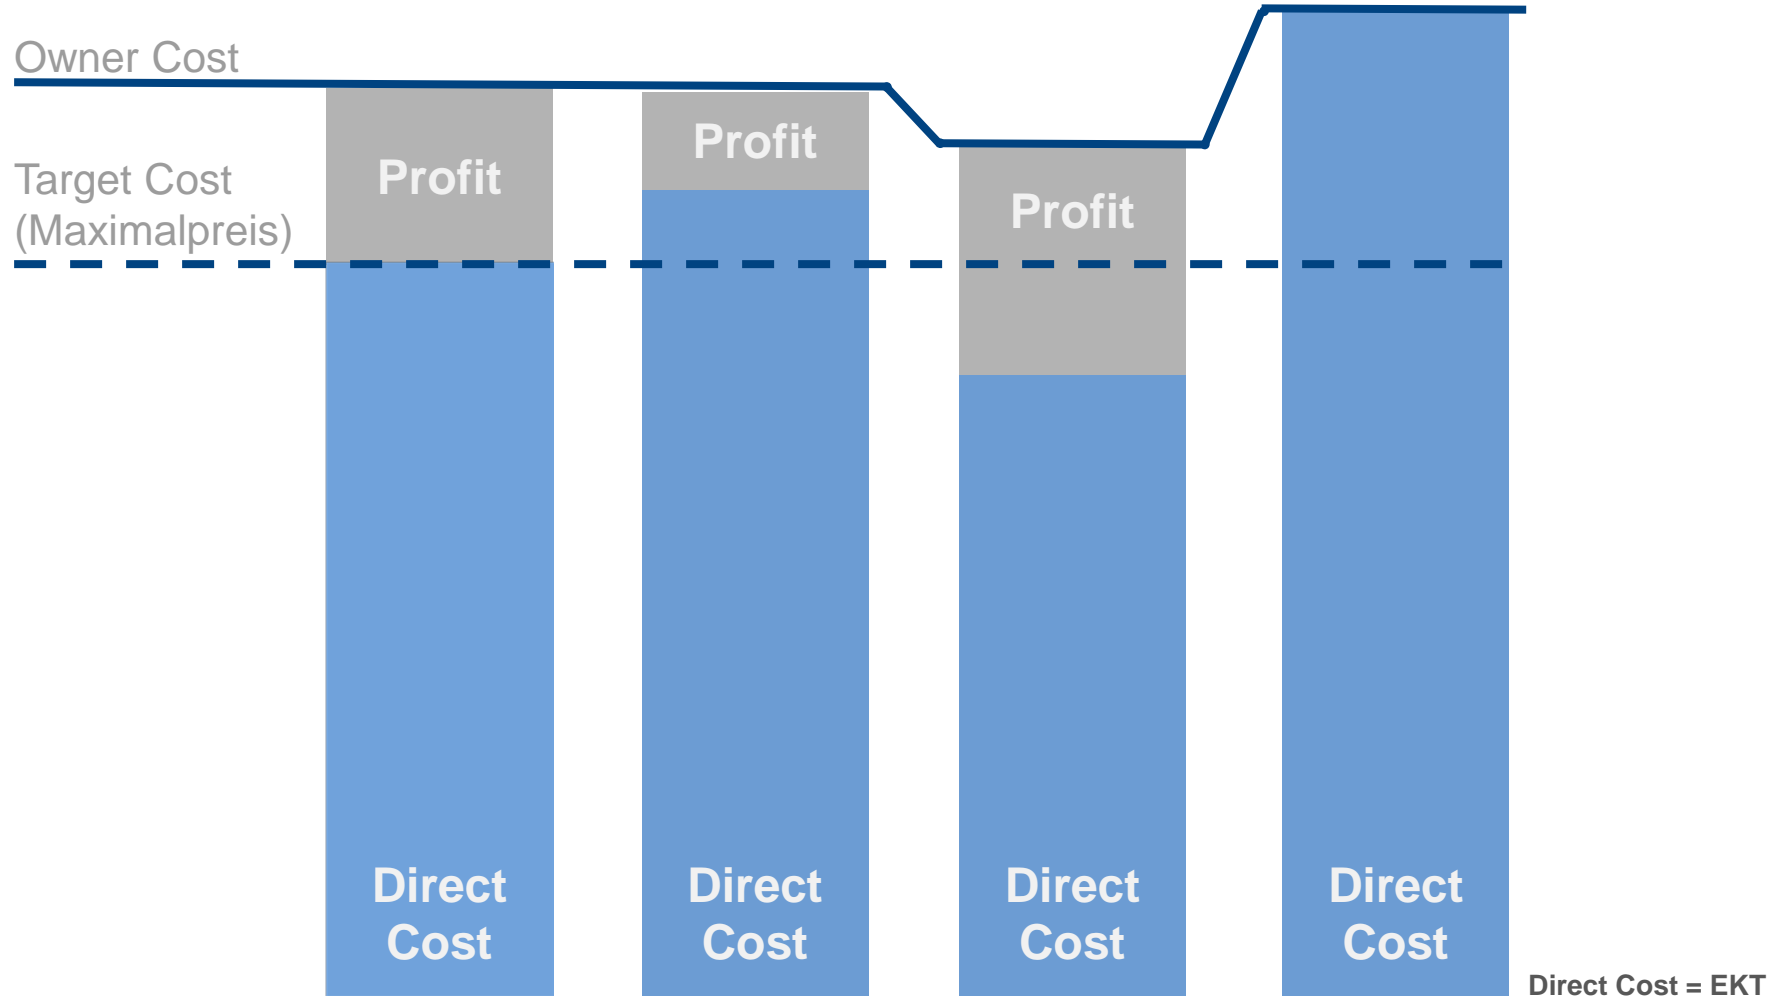 Owner Cost
Target Cost
(Maximalpreis)
Profit
Profit
Profit
Direct
Cost
Direct
Cost
Direct
Cost
Direct
Cost
Direct Cost = EKT